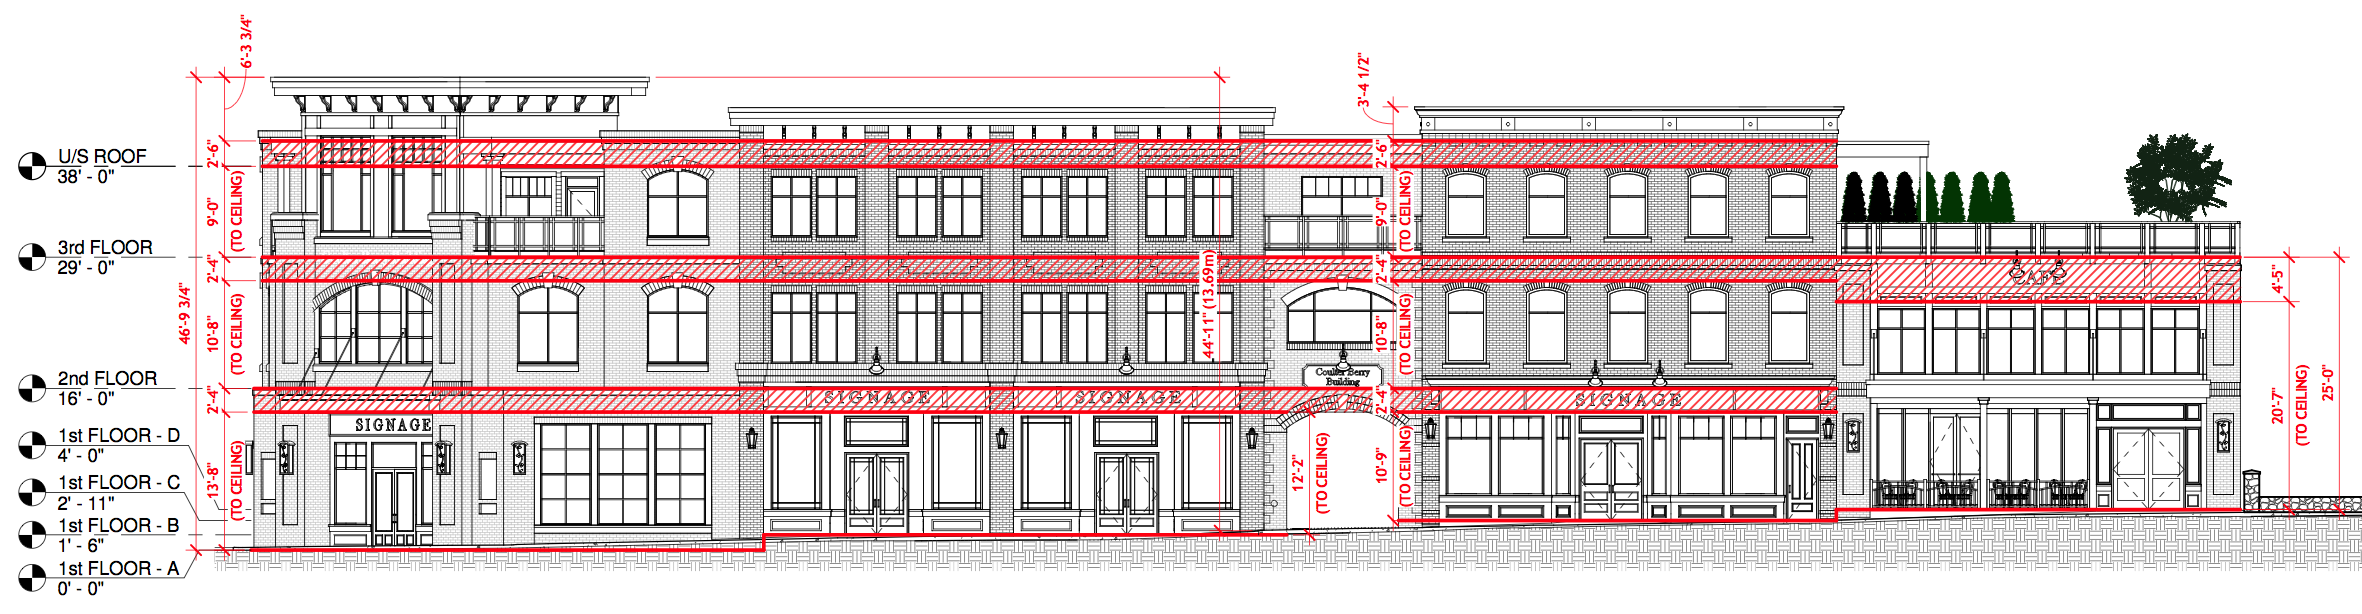 6'-3 3/4"
3'-4 1/2"
U/S ROOF
38' - 0"
2'-6"
2'-6"
9'-0"
(TO CEILING)
9'-0"
(TO CEILING)
3rd FLOOR
29' - 0"
2'-4"
2'-4"
CAFE
4'-5"
46'-9 3/4"
44'-11" (13.69m)
10'-8"
(TO CEILING)
10'-8"
(TO CEILING)
25'-0"
20'-7"
(TO CEILING)
2nd FLOOR
16' - 0"
Coulter Berry
Building
2'-4"
2'-4"
SIGNAGE
SIGNAGE
SIGNAGE
SIGNAGE
1st FLOOR - D
4' - 0"
13'-8"
(TO CEILING)
12'-2"
(TO CEILING)
10'-9"
(TO CEILING)
1st FLOOR - C
2' - 11"
1st FLOOR - B
1' - 6"
1st FLOOR - A
0' - 0"